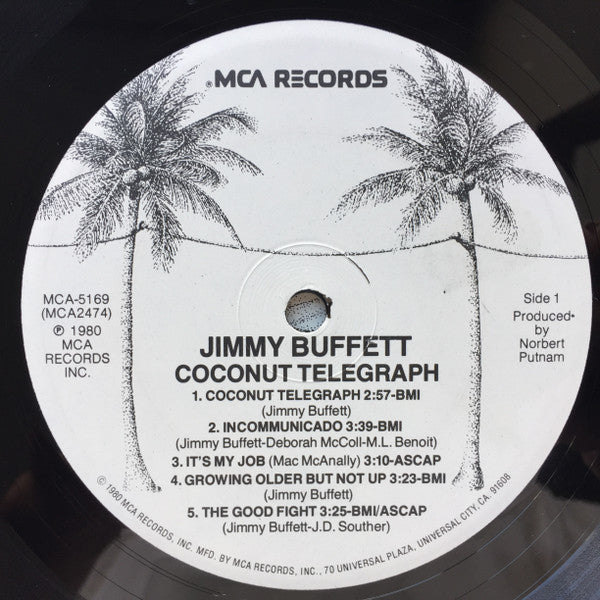 ®MCA RECORDS
MCA-5169
(MCA2474)
℗ 1980
MCA
RECORDS
INC.
Side 1
Produced
by
Norbert
Putnam
JIMMY BUFFETT
COCONUT TELEGRAPH
1. COCONUT TELEGRAPH 2:57-BMI
(Jimmy Buffett)
2. INCOMMUNICADO 3:39-BMI
(Jimmy Buffett-Deborah McColl-M.L. Benoit)
3. IT'S MY JOB (Mac McAnally) 3:10-ASCAP
4. GROWING OLDER BUT NOT UP 3:23-BMI
(Jimmy Buffett)
5. THE GOOD FIGHT 3:25-BMI/ASCAP
(Jimmy Buffett-J.D. Souther)
© 1980 MCA RECORDS, INC. MFD. BY MCA RECORDS, INC., 70 UNIVERSAL PLAZA, UNIVERSAL CITY, CA. 91608